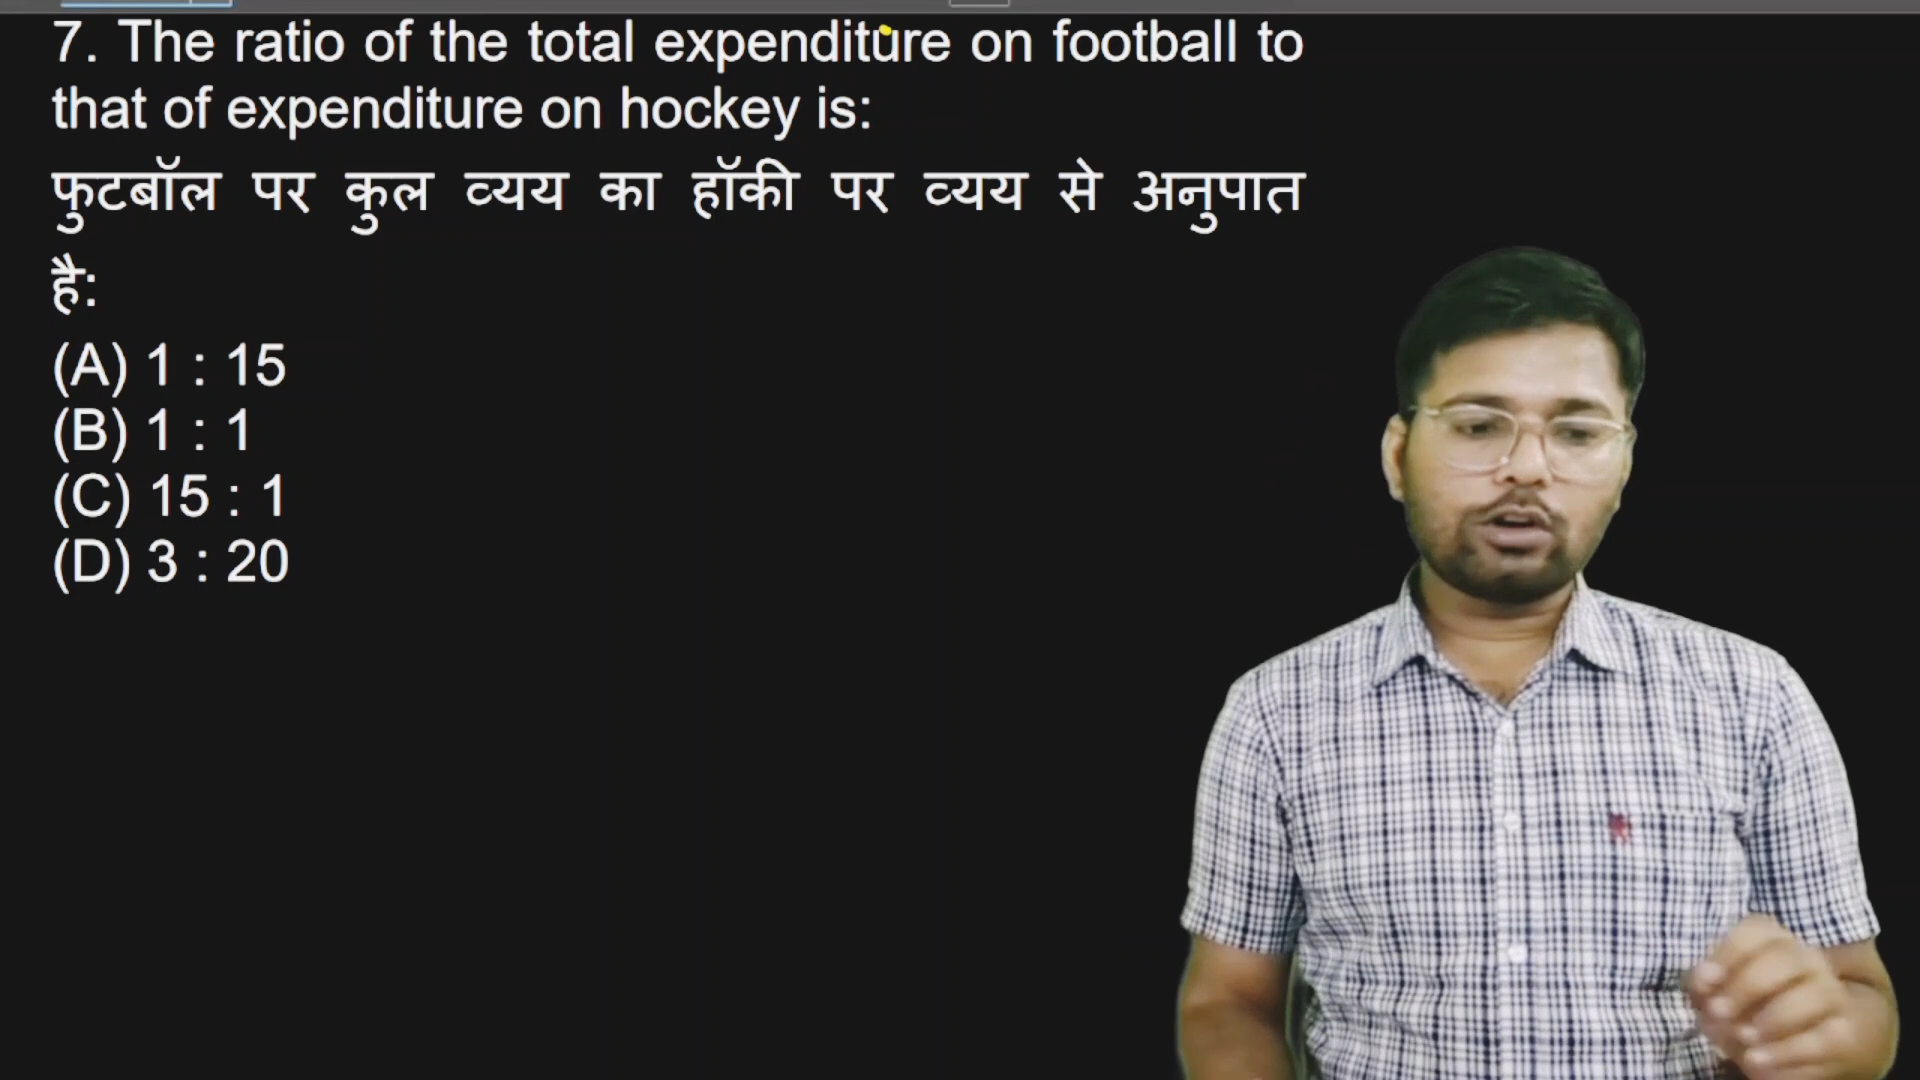 7. The ratio of the total expenditure on football to
that of expenditure on hockey is:
फुटबॉल पर कुल व्यय का हॉकी पर व्यय से अनुपात
है:
(A) 1 : 15
(B) 1 : 1
(C) 15 : 1
(D) 3 : 20